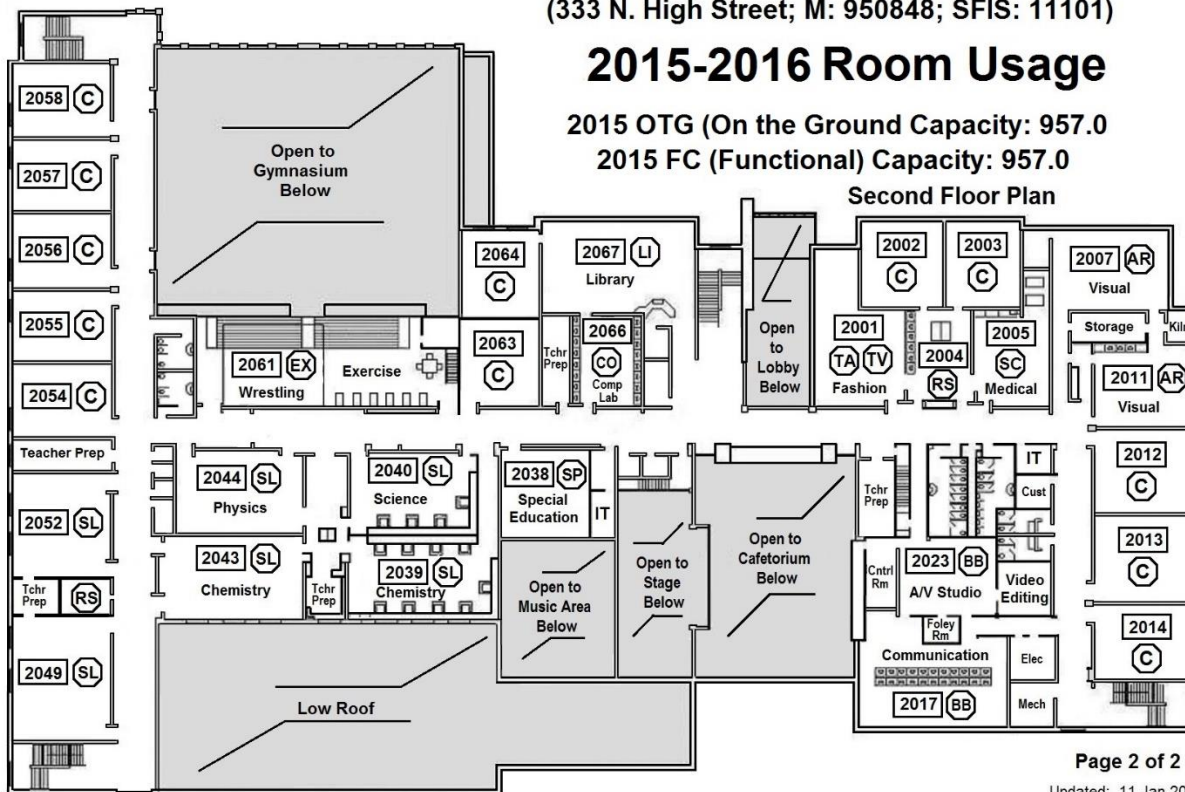 (333 N. High Street; M: 950848; SFIS: 11101)
2015-2016 Room Usage
2015 OTG (On the Ground Capacity: 957.0
2015 FC (Functional) Capacity: 957.0
Second Floor Plan
2058 C
2057 C
2056 C
2055 C
2054 C
Teacher Prep
2052 SL
Tchr
Prep
RS
2049 SL
Open to
Gymnasium
Below
2061 EX
Wrestling
Exercise
2064
C
2063
C
2067 LI
Library
Tchr
Prep
2066
CO
Comp
Lab
Open
to
Lobby
Below
2001
TA TV
Fashion
2002
C
2003
C
2004
RS
2005
SC
Medical
2007 AR
Visual
Storage
Kiln
2011 AR
Visual
2012
C
2013
C
2014
C
2044 SL
Physics
2043 SL
Chemistry
Tchr
Prep
2040 SL
Science
2039 SL
Chemistry
2038 SP
Special
Education
IT
Open to
Music Area
Below
Open to
Stage
Below
Open to
Cafetorium
Below
Low Roof
Tchr
Prep
Cntrl
Rm
2023 BB
A/V Studio
Foley
Rm
Communication
2017 BB
IT
Cust
Video
Editing
Elec
Mech
Page 2 of 2
Updated: 11 Jan 20